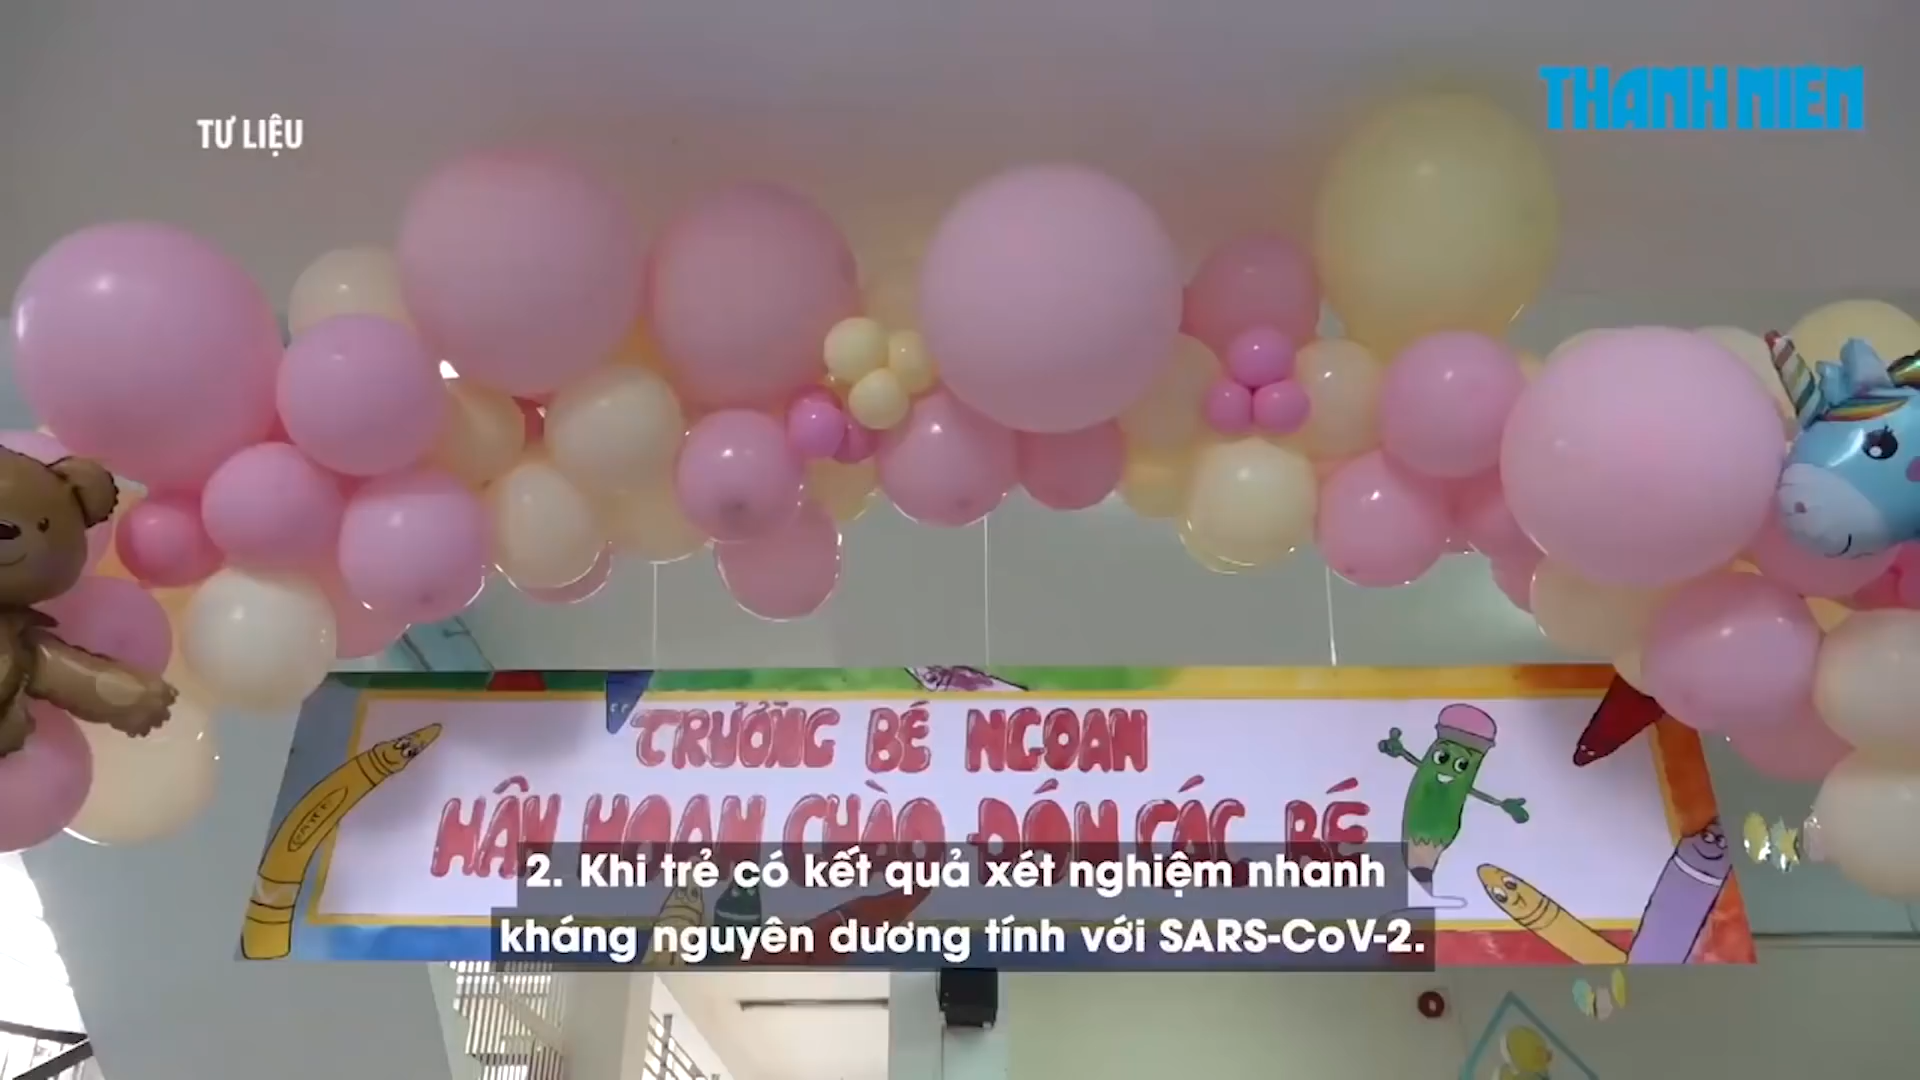 THANH NIÊN
TƯ LIỆU
TRƯỜNG BÉ NGOAN
HÂN HOAN CHÀO ĐÓN CÁC BÉ
2. Khi trẻ có kết quả xét nghiệm nhanh
kháng nguyên dương tính với SARS-CoV-2.